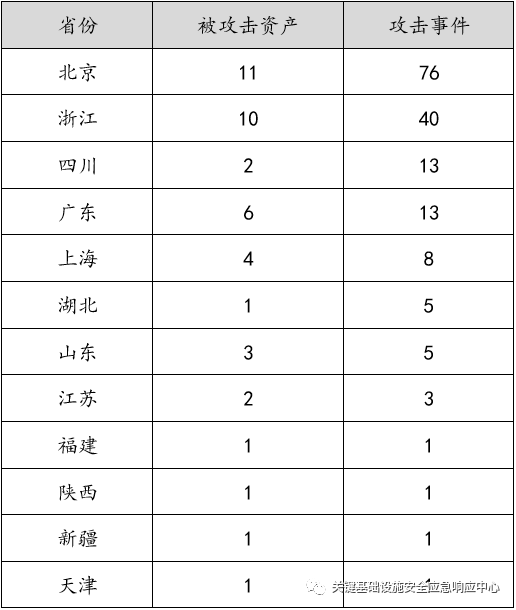 省份 被攻击资产 攻击事件
北京 11 76
浙江 10 40
四川 2 13
广东 6 13
上海 4 8
湖北 1 5
山东 3 5
江苏 2 3
福建 1 1
陕西 1 1
新疆 1 1
天津 1 1
关键基础设施安全应急响应中心